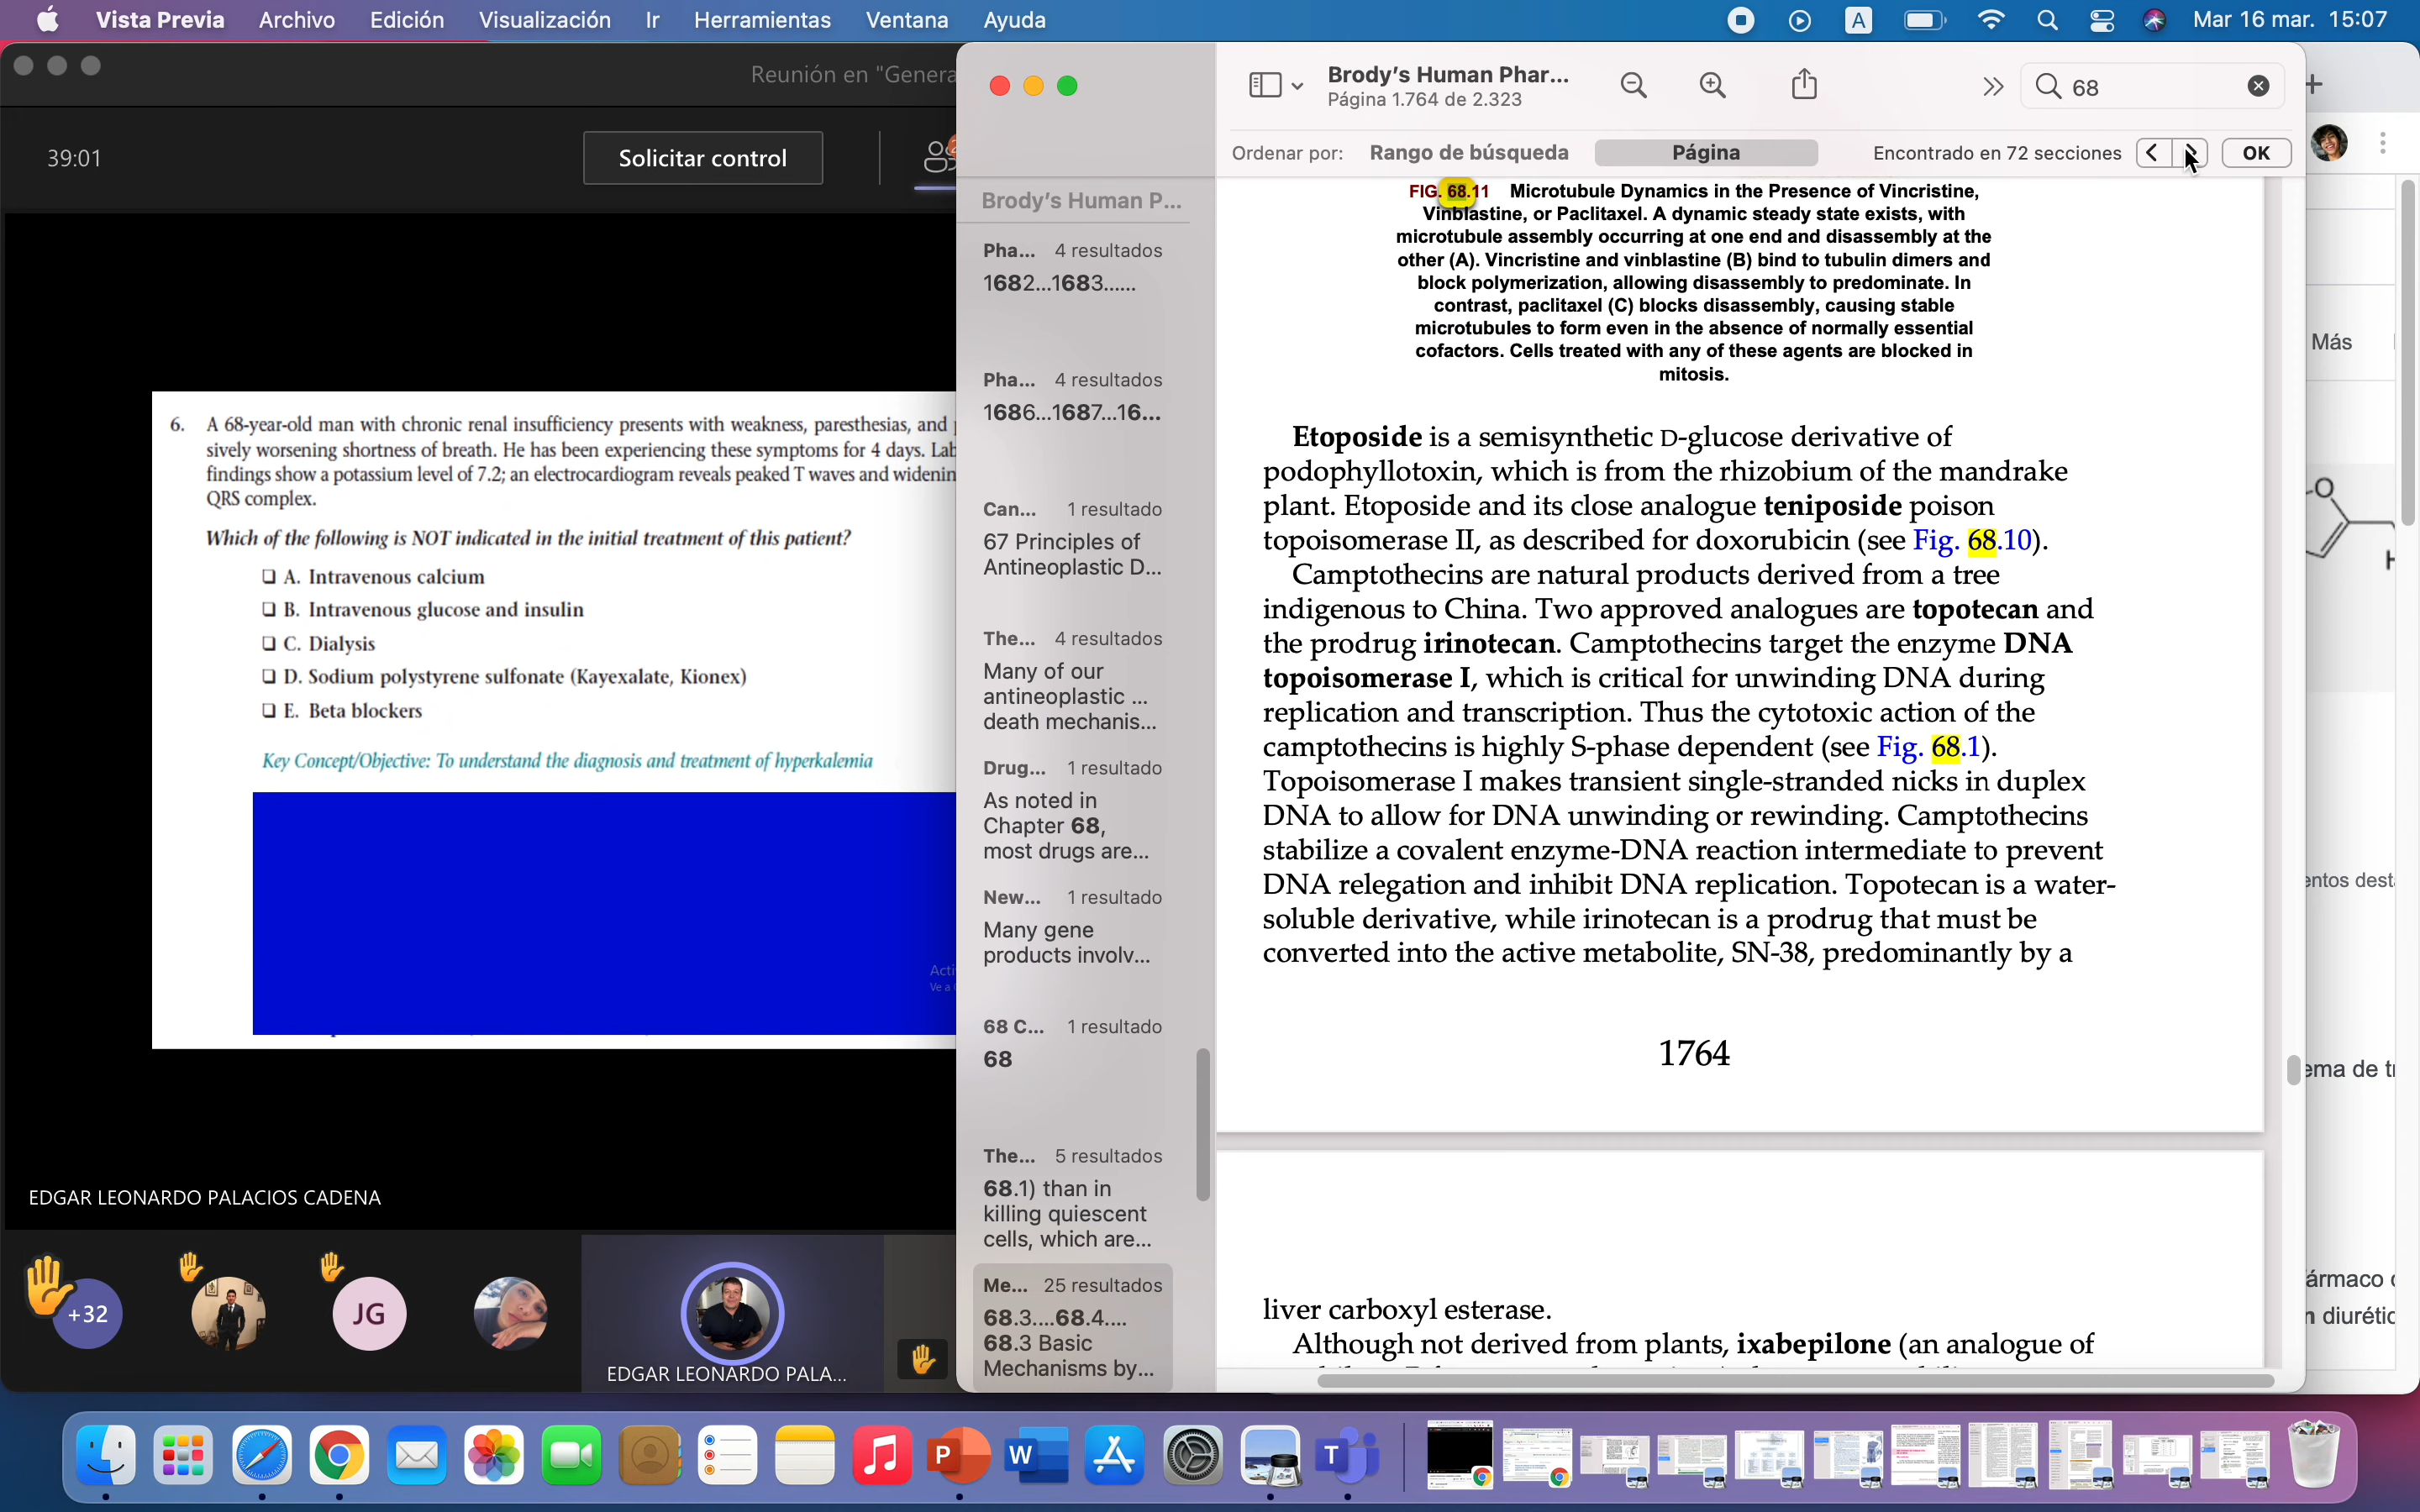 Vista Previa Archivo Edición Visualización Ir Herramientas Ventana Ayuda
A
Mar 16 mar. 15:07
Reunión en "Genera
39:01
Solicitar control
6. A 68-year-old man with chronic renal insufficiency presents with weakness, paresthesias, and
sively worsening shortness of breath. He has been experiencing these symptoms for 4 days. Lab
findings show a potassium level of 7.2; an electrocardiogram reveals peaked T waves and widenin
QRS complex.
Which of the following is NOT indicated in the initial treatment of this patient?
❏ A. Intravenous calcium
❏ B. Intravenous glucose and insulin
❏ C. Dialysis
❏ D. Sodium polystyrene sulfonate (Kayexalate, Kionex)
❏ E. Beta blockers
Key Concept/Objective: To understand the diagnosis and treatment of hyperkalemia
Acti
Ve a
EDGAR LEONARDO PALACIOS CADENA
+32
JG
EDGAR LEONARDO PALA...
Brody's Human Phar...
Página 1.764 de 2.323
68
Ordenar por: Rango de búsqueda Página
Encontrado en 72 secciones
OK
Brody's Human P...
Pha... 4 resultados
1682...1683......
Pha... 4 resultados
1686...1687...16...
Can... 1 resultado
67 Principles of
Antineoplastic D...
The... 4 resultados
Many of our
antineoplastic ...
death mechanis...
Drug... 1 resultado
As noted in
Chapter 68,
most drugs are...
New... 1 resultado
Many gene
products involv...
68 C... 1 resultado
68
The... 5 resultados
68.1) than in
killing quiescent
cells, which are...
Me... 25 resultados
68.3....68.4....
68.3 Basic
Mechanisms by...
FIG. 68.11 Microtubule Dynamics in the Presence of Vincristine,
Vinblastine, or Paclitaxel. A dynamic steady state exists, with
microtubule assembly occurring at one end and disassembly at the
other (A). Vincristine and vinblastine (B) bind to tubulin dimers and
block polymerization, allowing disassembly to predominate. In
contrast, paclitaxel (C) blocks disassembly, causing stable
microtubules to form even in the absence of normally essential
cofactors. Cells treated with any of these agents are blocked in
mitosis.
Etoposide is a semisynthetic D-glucose derivative of
podophyllotoxin, which is from the rhizobium of the mandrake
plant. Etoposide and its close analogue teniposide poison
topoisomerase II, as described for doxorubicin (see Fig. 68.10).
Camptothecins are natural products derived from a tree
indigenous to China. Two approved analogues are topotecan and
the prodrug irinotecan. Camptothecins target the enzyme DNA
topoisomerase I, which is critical for unwinding DNA during
replication and transcription. Thus the cytotoxic action of the
camptothecins is highly S-phase dependent (see Fig. 68.1).
Topoisomerase I makes transient single-stranded nicks in duplex
DNA to allow for DNA unwinding or rewinding. Camptothecins
stabilize a covalent enzyme-DNA reaction intermediate to prevent
DNA relegation and inhibit DNA replication. Topotecan is a water-
soluble derivative, while irinotecan is a prodrug that must be
converted into the active metabolite, SN-38, predominantly by a
1764
liver carboxyl esterase.
Although not derived from plants, ixabepilone (an analogue of
Más
O
H
entos dest
ema de t
ármaco
n diurétic
P
W
T